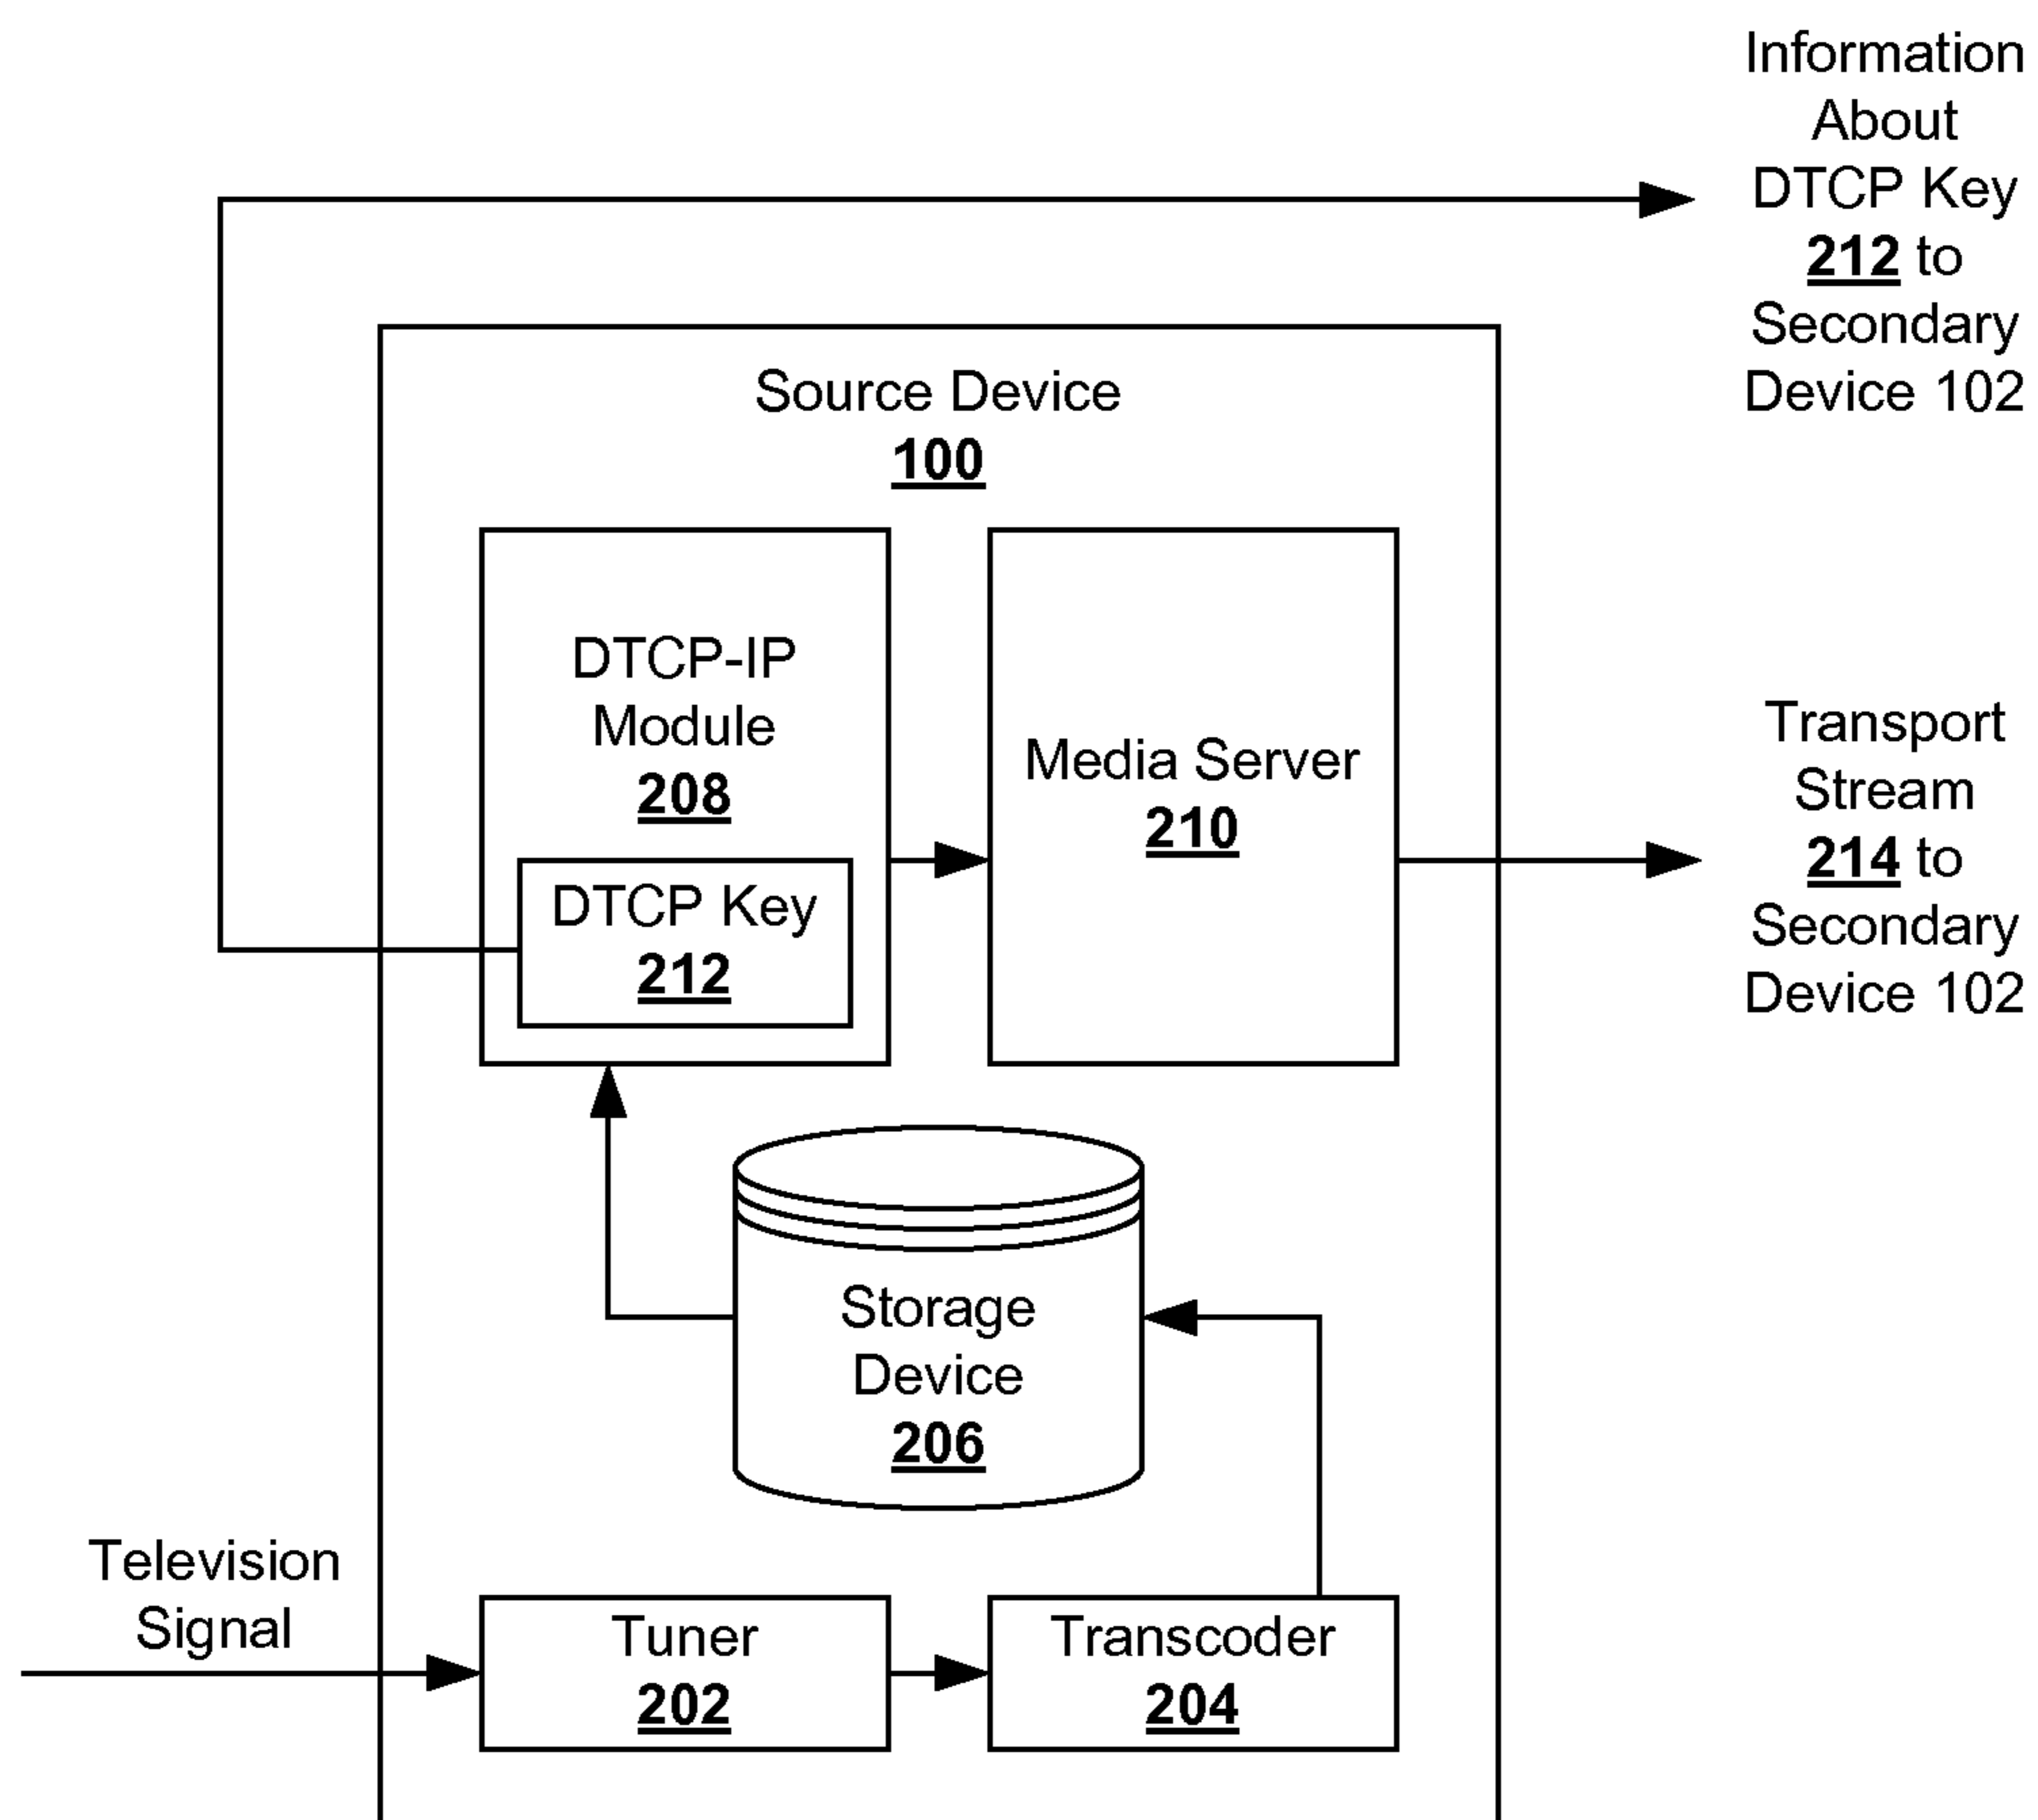 Information
About
DTCP Key
212 to
Secondary
Device 102
Source Device
100
DTCP-IP
Module
208
DTCP Key
212
Media Server
210
Transport
Stream
214 to
Secondary
Device 102
Storage
Device
206
Television
Signal
Tuner
202
Transcoder
204